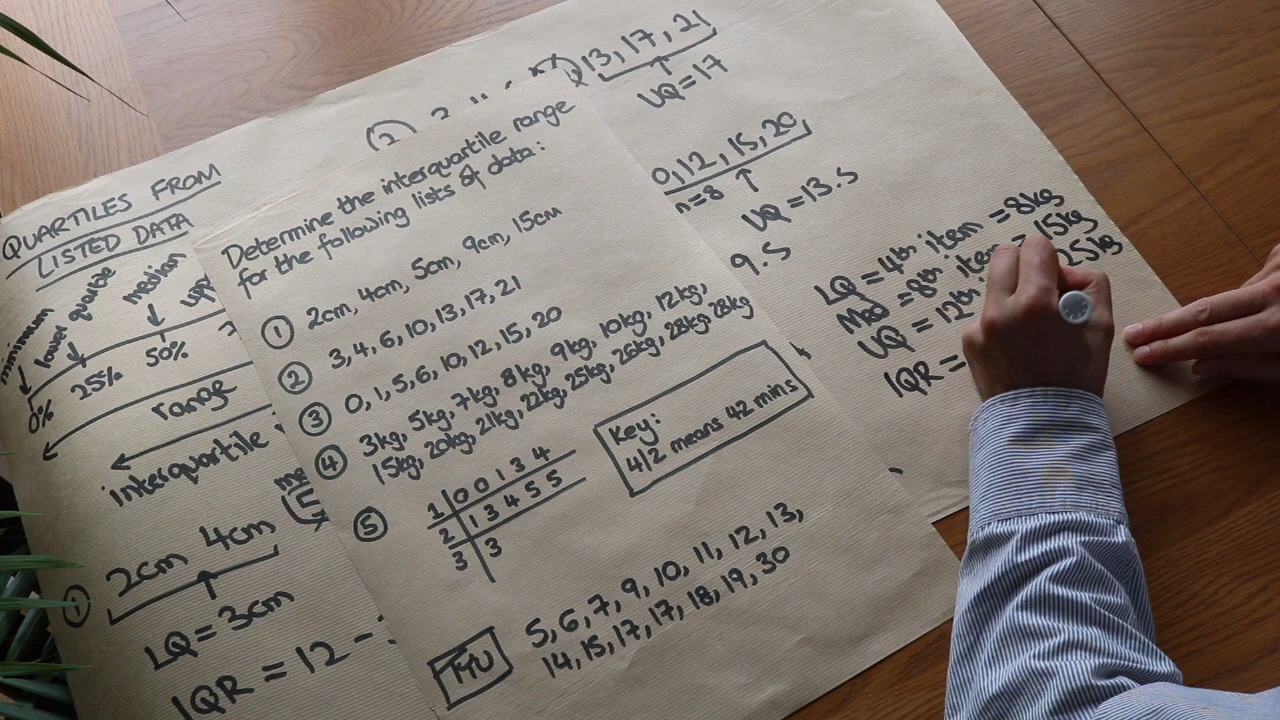 QUARTILES FROM
LISTED DATA
minimum
lower quartile
median
0%
25%
50%
range
interquartile
① 2cm 4cm
LQ = 3cm
IQR = 12 -
Determine the interquartile range
for the following lists of data:
① 2cm, 4cm, 5cm, 9cm, 15cm
② 3, 4, 6, 10, 13, 17, 21
③ 0, 1, 5, 6, 10, 12, 15, 20
④ 3kg, 5kg, 7kg, 8kg, 9kg, 10kg, 12kg,
15kg, 20kg, 21kg, 22kg, 25kg, 26kg, 28kg, 28kg
⑤
1 | 0 0 1 3 4
2 | 1 3 4 5 5
3 | 3
Key:
4/2 means 42 mins
TYU
5, 6, 7, 9, 10, 11, 12, 13,
14, 15, 17, 17, 18, 19, 30
13, 17, 21
UQ = 17
0, 12, 15, 20
n=8
UQ = 13.5
9.5
LQ = 4th item = 8kg
Med = 8th item = 15kg
UQ = 12th 25kg
IQR =